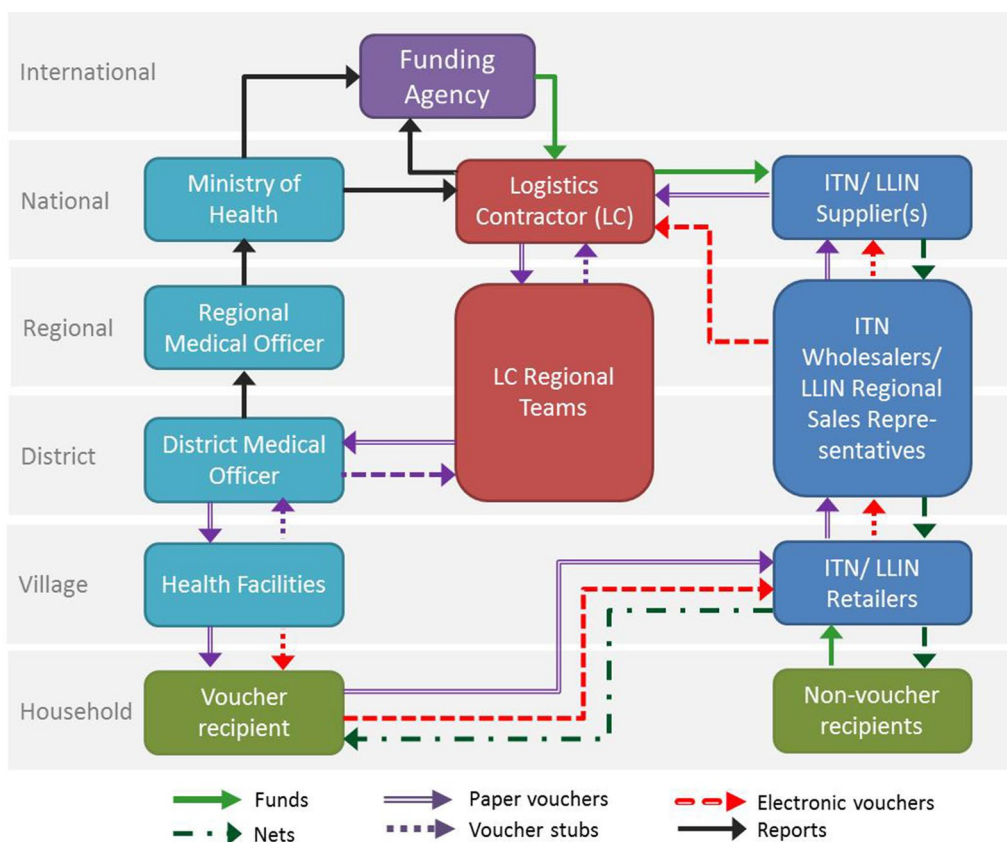 International
Funding
Agency
National
Ministry of
Health
Logistics
Contractor (LC)
ITN/ LLIN
Supplier(s)
Regional
Regional
Medical Officer
LC Regional
Teams
ITN
Wholesalers/
LLIN Regional
Sales Repre-
sentatives
District
District Medical
Officer
Village
Health Facilities
ITN/ LLIN
Retailers
Household
Voucher
recipient
Non-voucher
recipients
Funds
Paper vouchers
Electronic vouchers
Nets
Voucher stubs
Reports